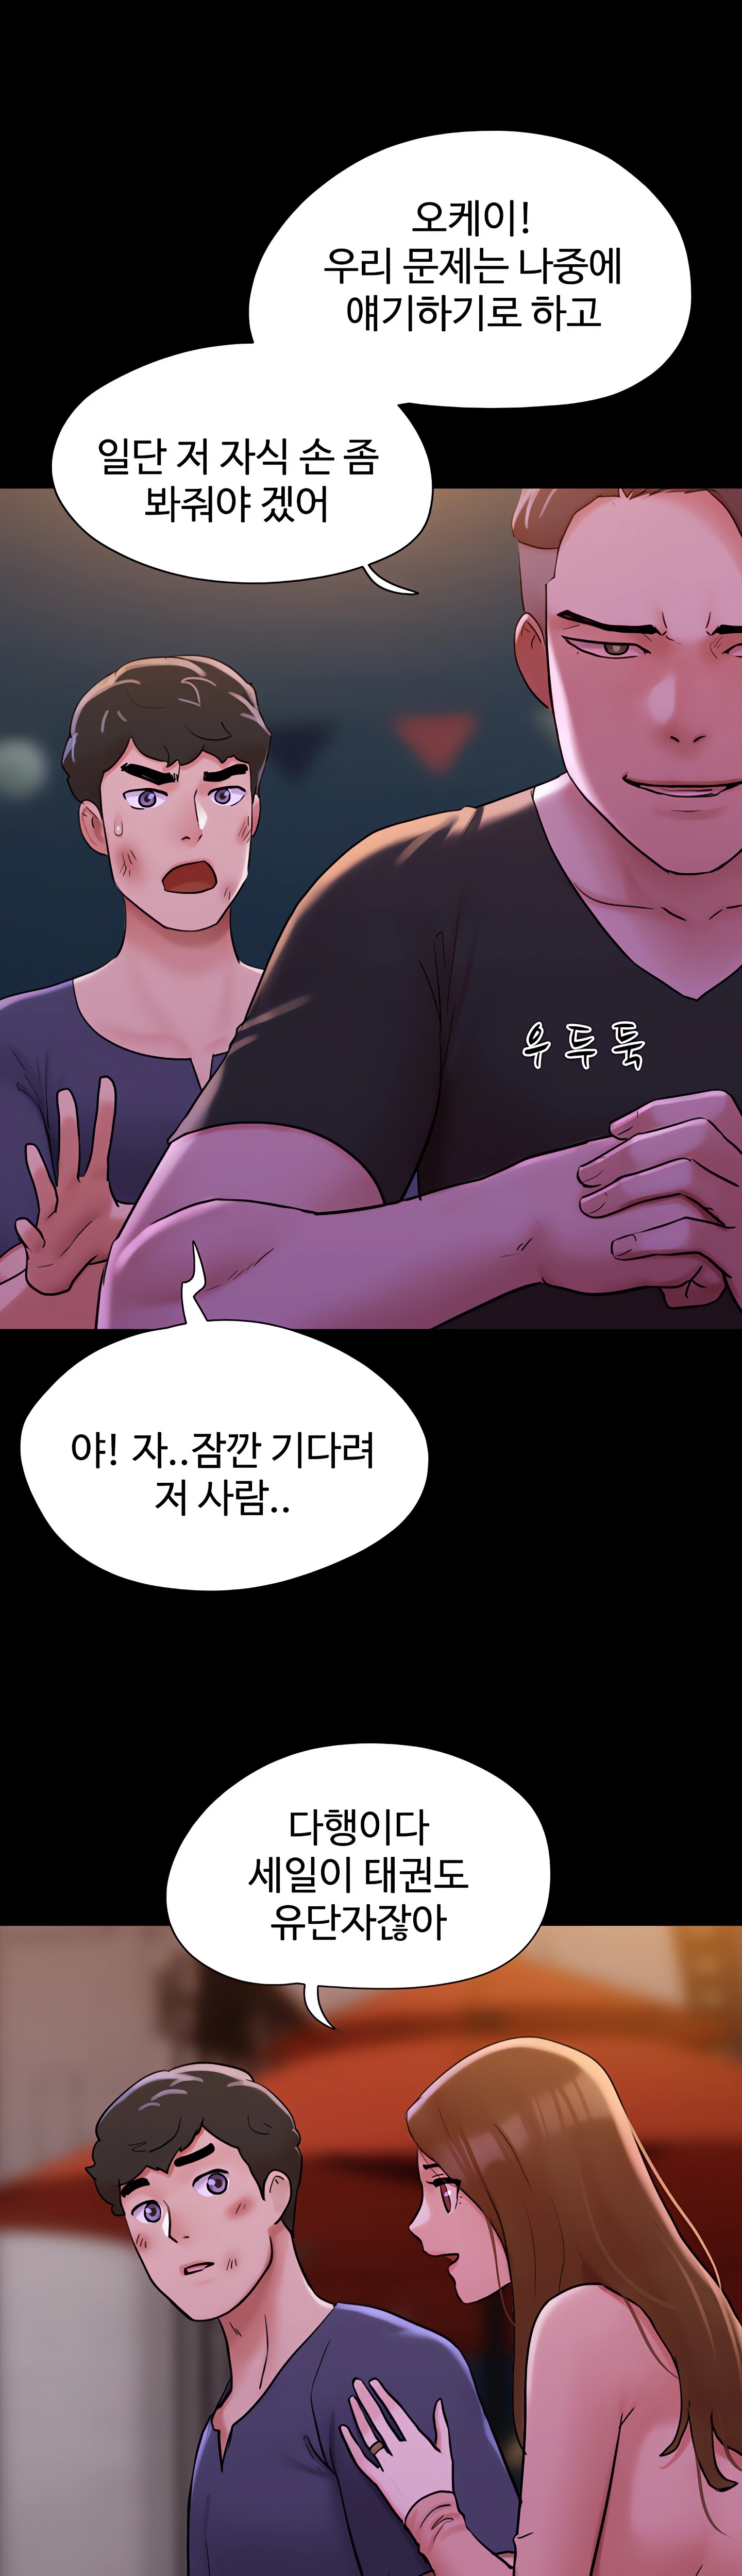 오케이!
우리 문제는 나중에
얘기하기로 하고
일단 저 자식 손 좀
봐줘야 겠어
우두둑
야! 자..잠깐 기다려
저 사람..
다행이다
세일이 태권도
유단자잖아